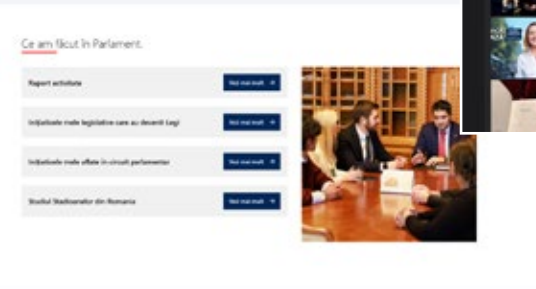 Ce am făcut în Parlament.
Raport activitate
Vezi mai mult
Inițiativele mele legislative care au devenit Legi
Vezi mai mult
Inițiativele mele aflate în circuit parlamentar
Vezi mai mult
Studiul Stadioanelor din Romania
Vezi mai mult